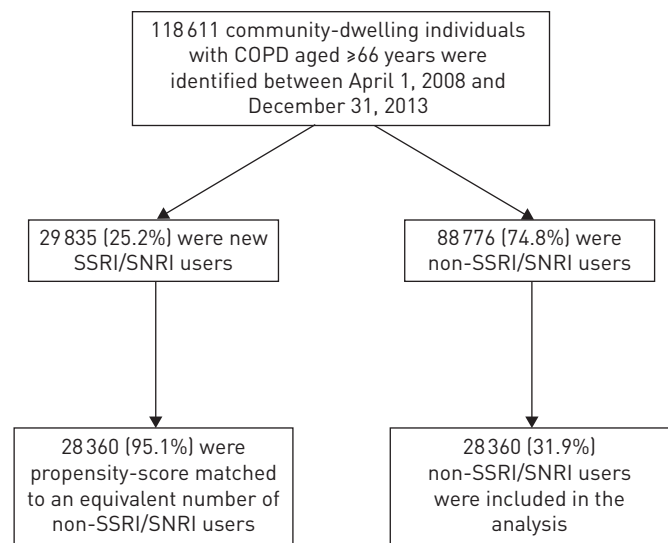 118 611 community-dwelling individuals
with COPD aged ⩾66 years were
identified between April 1, 2008 and
December 31, 2013
29 835 (25.2%) were new
SSRI/SNRI users
88 776 (74.8%) were
non-SSRI/SNRI users
28 360 (95.1%) were
propensity-score matched
to an equivalent number of
non-SSRI/SNRI users
28 360 (31.9%)
non-SSRI/SNRI users
were included in the
analysis